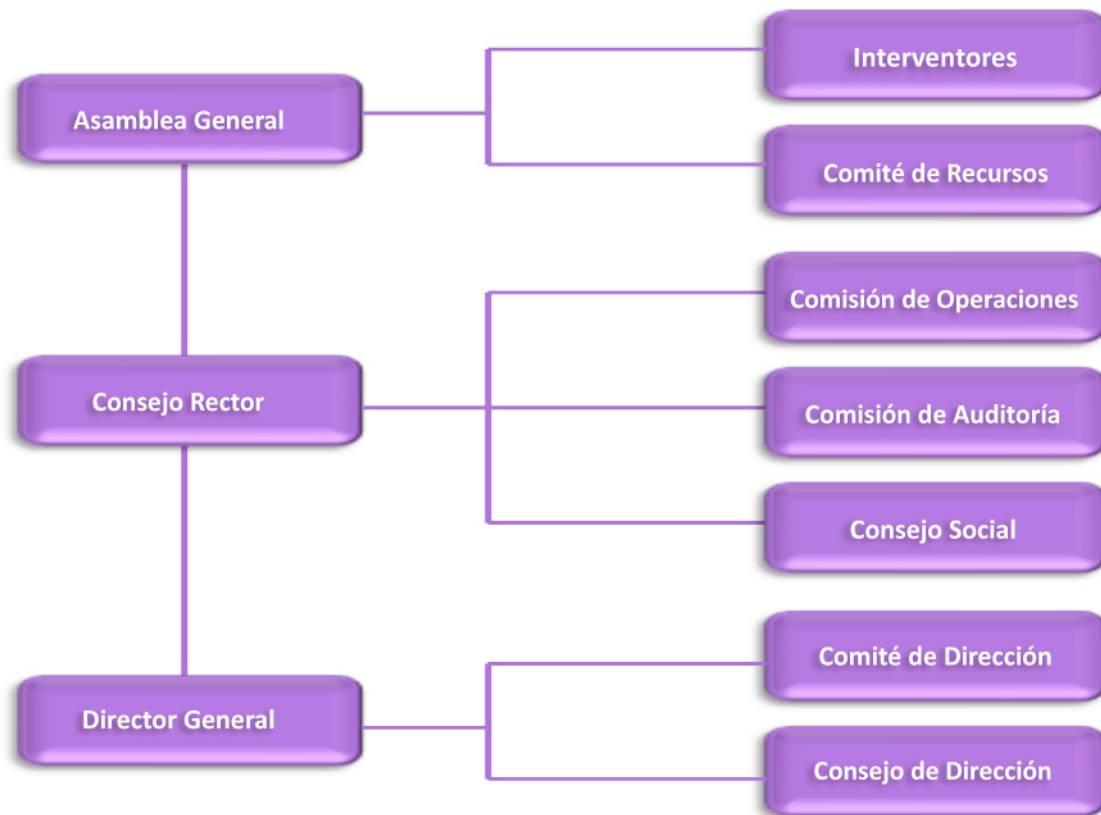 Asamblea General
Interventores
Comité de Recursos
Consejo Rector
Comisión de Operaciones
Comisión de Auditoría
Consejo Social
Director General
Comité de Dirección
Consejo de Dirección